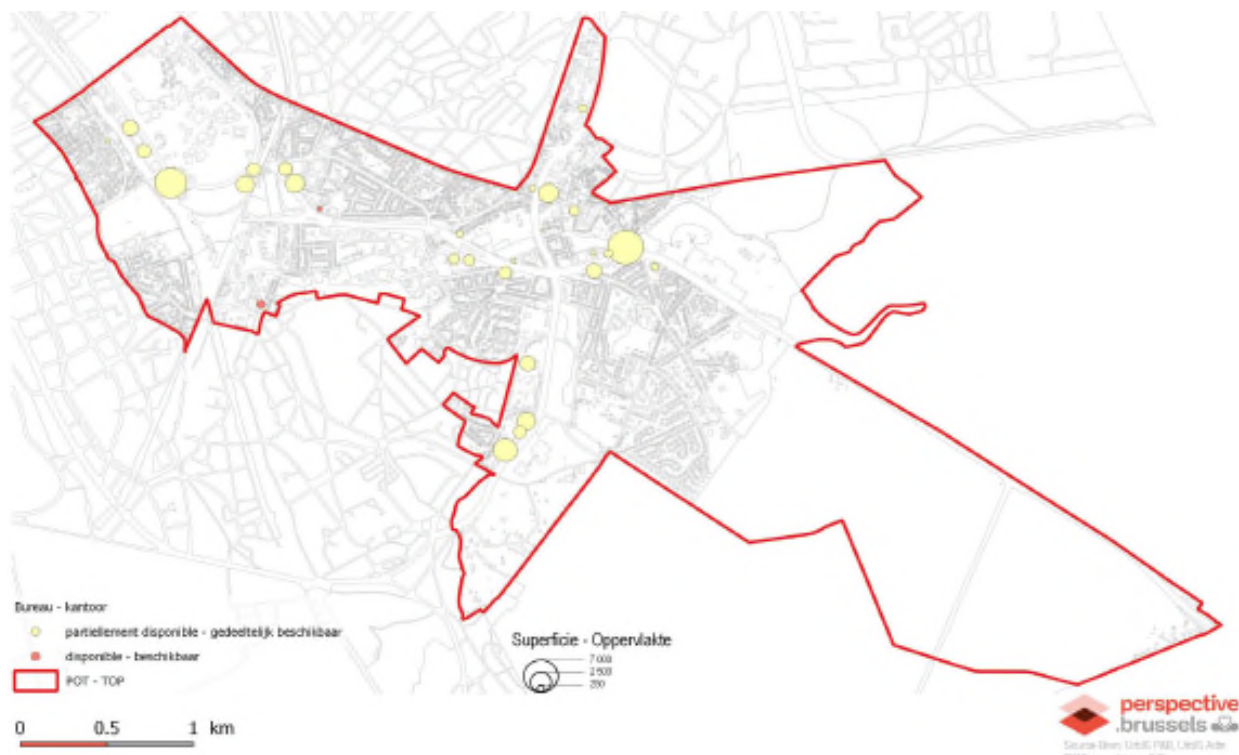 Bureau - kantoor
partiellement disponible - gedeeltelijk beschikbaar
disponible - beschikbaar
POT - TOP
Superficie - Oppervlakte
7 000
2 500
250
0 0.5 1 km
perspective
.brussels